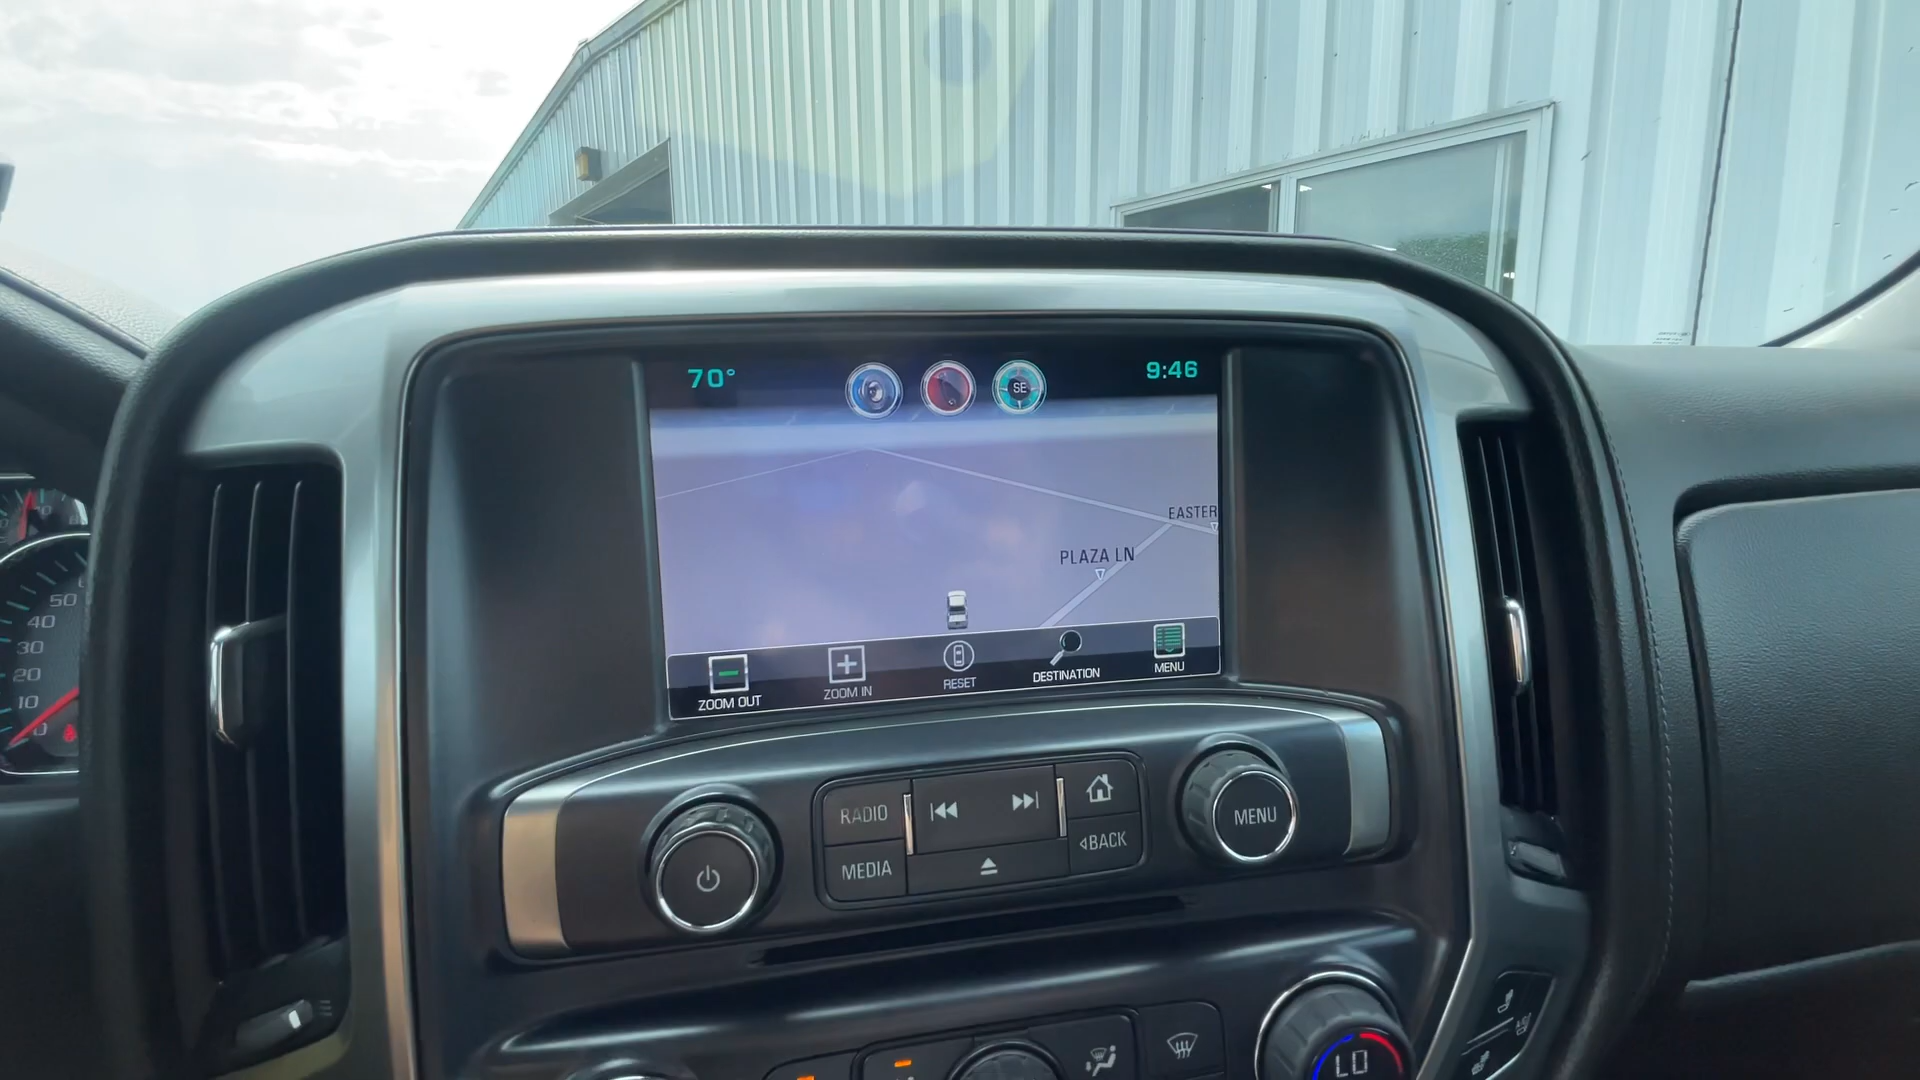 70°
SE
9:46
EASTER
PLAZA LN
ZOOM OUT
ZOOM IN
RESET
DESTINATION
MENU
50
40
30
20
10
0
RADIO
MEDIA
BACK
MENU
LO